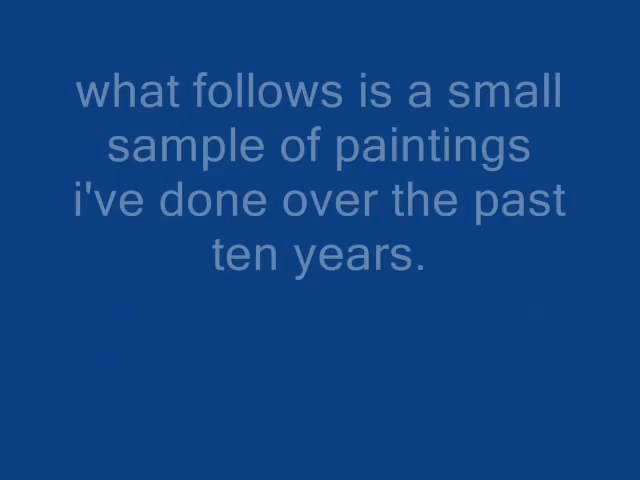 what follows is a small
sample of paintings
i've done over the past
ten years.